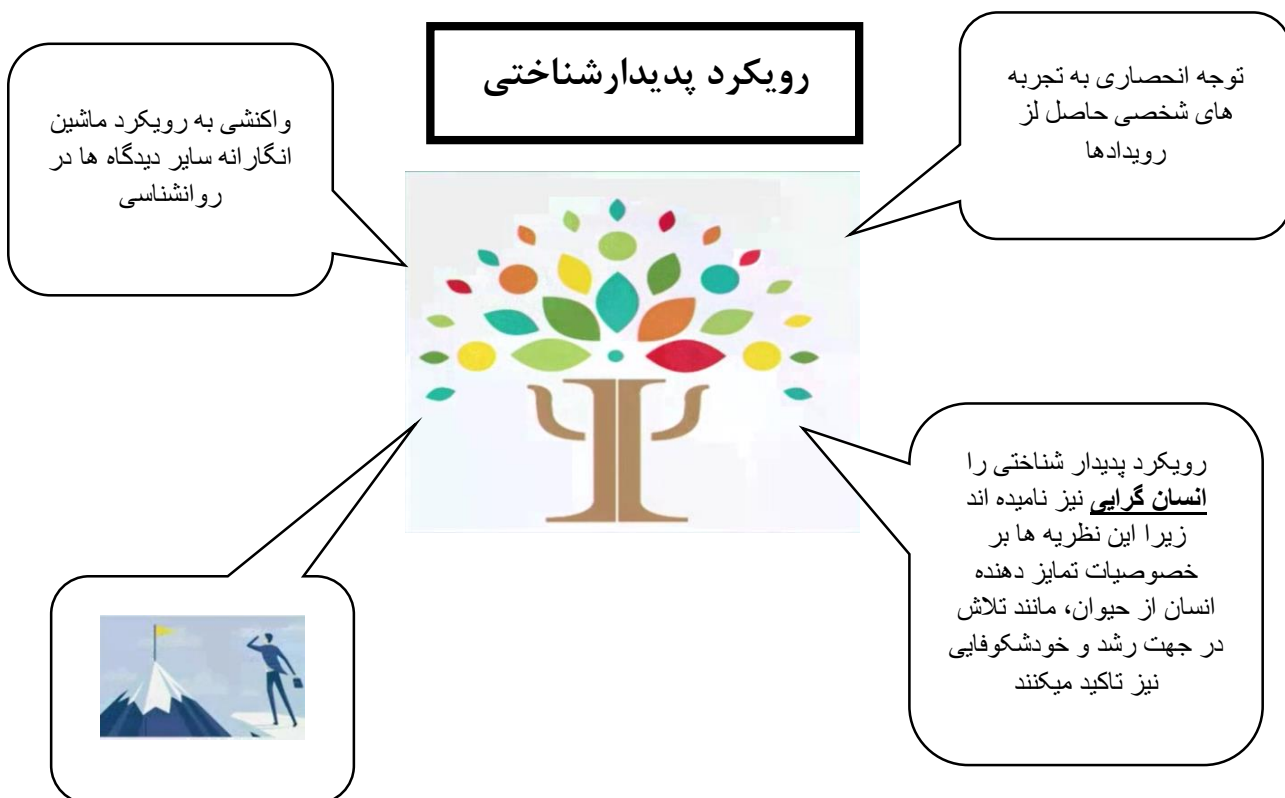 رویکرد پدیدارشناختی
توجه انحصاری به تجربه
های شخصی حاصل لز
رویدادها
واکنشی به رویکرد ماشین
انگارانه سایر دیدگاه ها در
روانشناسی
رویکرد پدیدار شناختی را
انسان گرایی نیز نامیده اند
زیرا این نظریه ها بر
خصوصیات تمایز دهنده
انسان از حیوان، مانند تلاش
در جهت رشد و خودشکوفایی
نیز تاکید میکنند